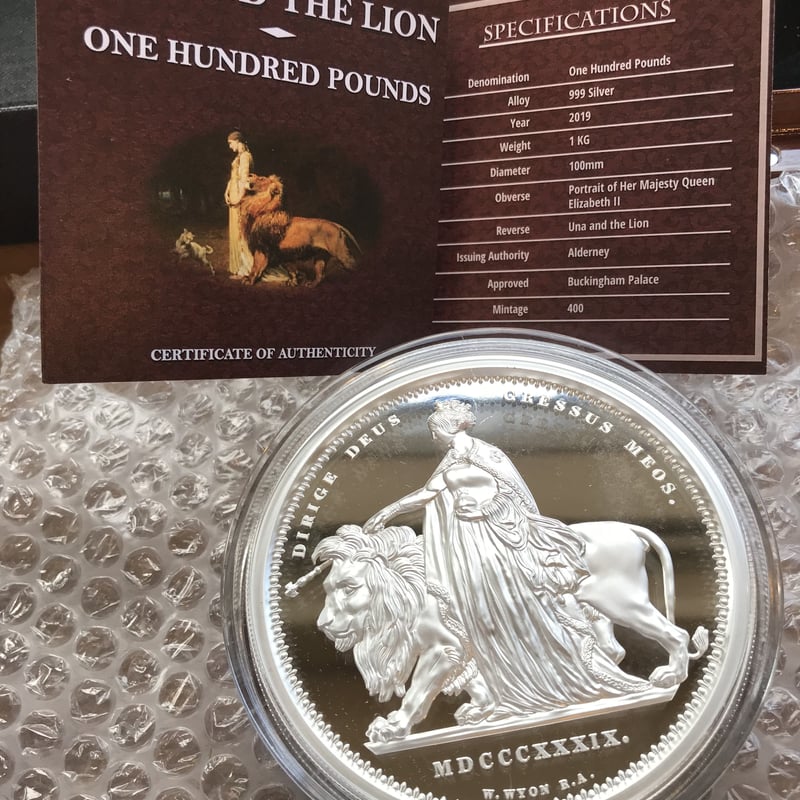 THE LION
ONE HUNDRED POUNDS
CERTIFICATE OF AUTHENTICITY
SPECIFICATIONS
Denomination One Hundred Pounds
Alloy 999 Silver
Year 2019
Weight 1 KG
Diameter 100mm
Obverse Portrait of Her Majesty Queen
Elizabeth II
Reverse Una and the Lion
Issuing Authority Alderney
Approved Buckingham Palace
Mintage 400
DIRIGE DEUS GRESSUS MEOS.
MDCCCXXXIX.
W. WYON R.A.